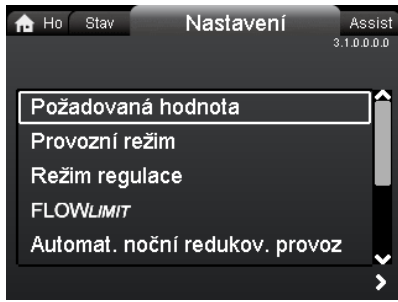 Ho Stav Nastavení Assist
3.1.0.0.0.0
Požadovaná hodnota
Provozní režim
Režim regulace
FLOWLIMIT
Automat. noční redukov. provoz